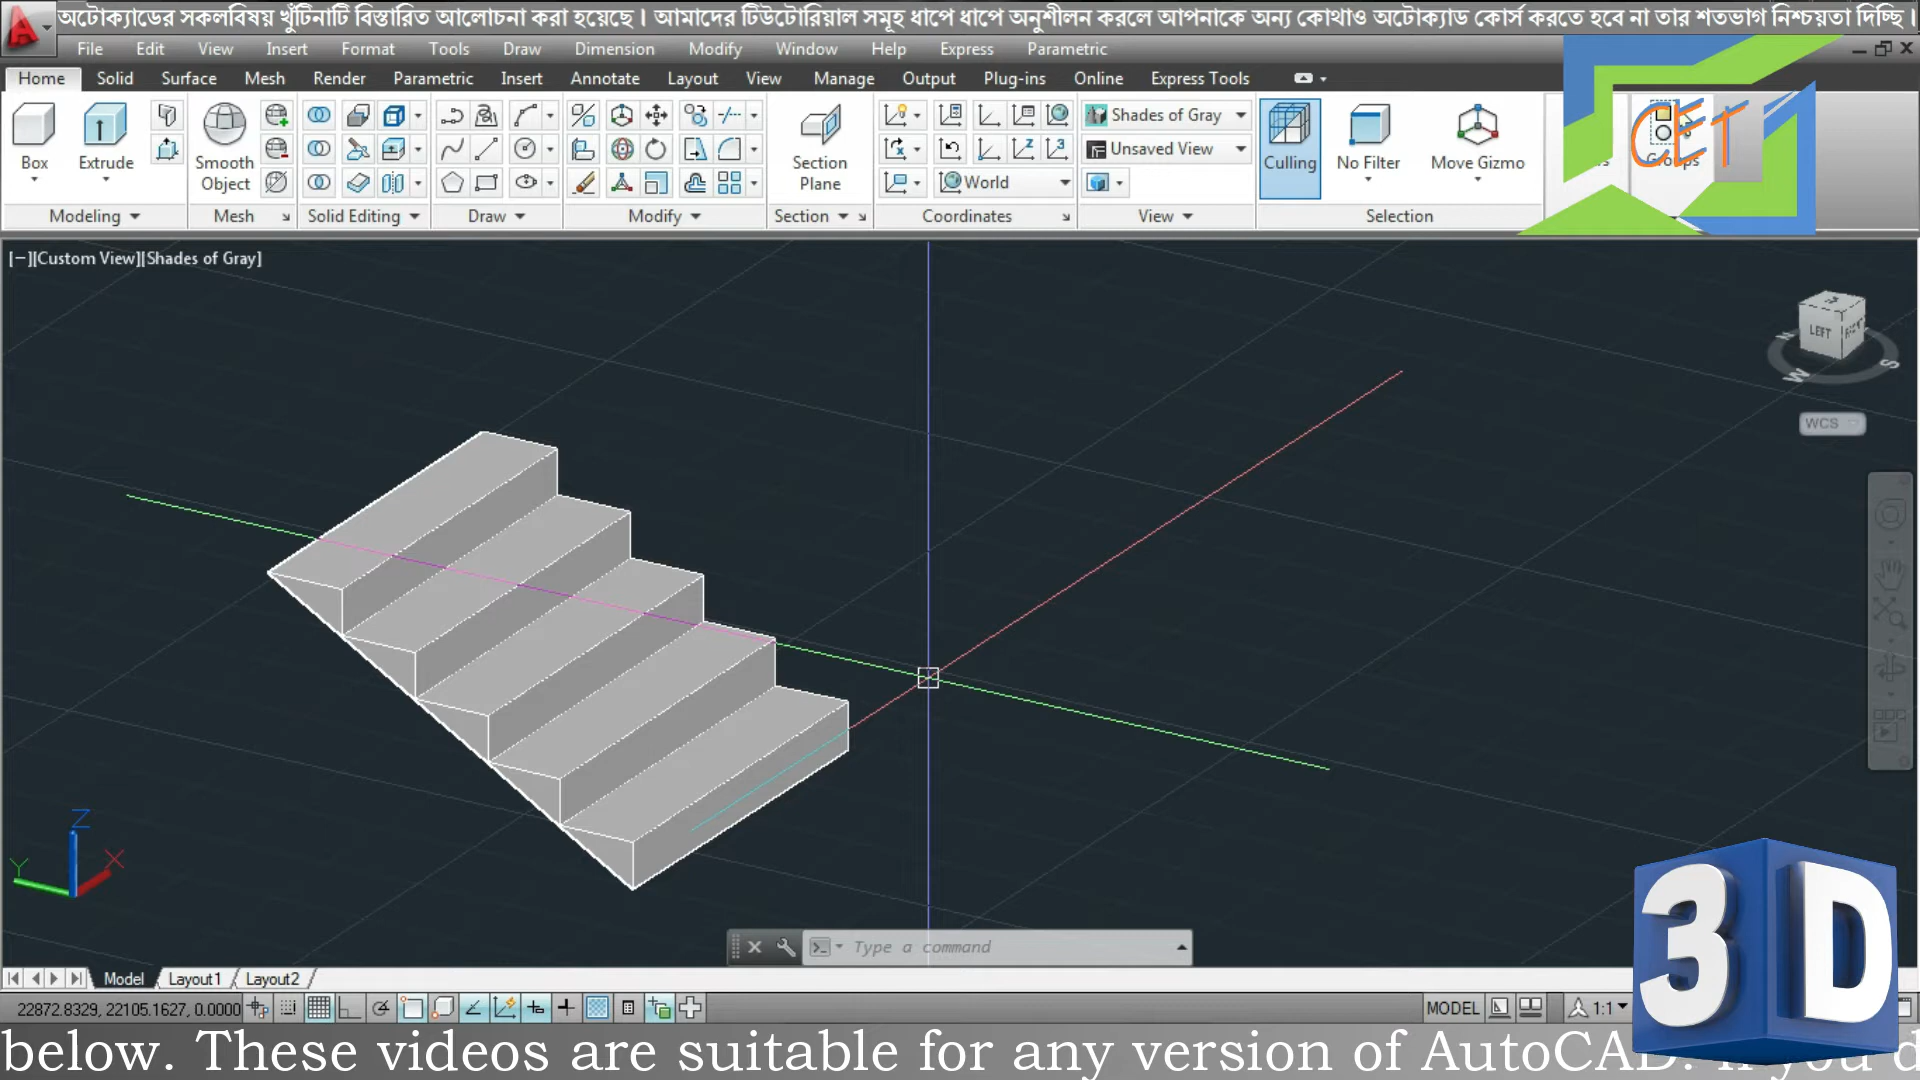 অটোক্যাডের সকলবিষয় খুঁটিনাটি বিস্তারিত আলোচনা করা হয়েছে। আমাদের টিউটোরিয়াল সমূহ ধাপে ধাপে অনুশীলন করলে আপনাকে অন্য কোথাও অটোক্যাড কোর্স করতে হবে না তার শতভাগ নিশ্চয়তা দিচ্ছি।
File Edit View Insert Format Tools Draw Dimension Modify Window Help Express Parametric
Home Solid Surface Mesh Render Parametric Insert Annotate Layout View Manage Output Plug-ins Online Express Tools
Shades of Gray
Unsaved View
World
Box Extrude Smooth Object Section Plane Culling No Filter Move Gizmo Groups
CET
Modeling Mesh Solid Editing Draw Modify Section Coordinates View Selection
[−][Custom View][Shades of Gray]
LEFT
W S
WCS
Z
Y X
Type a command
Model Layout1 Layout2
22872.8329, 22105.1627, 0.0000 MODEL 1:1
3D
below. These videos are suitable for any version of AutoCAD.